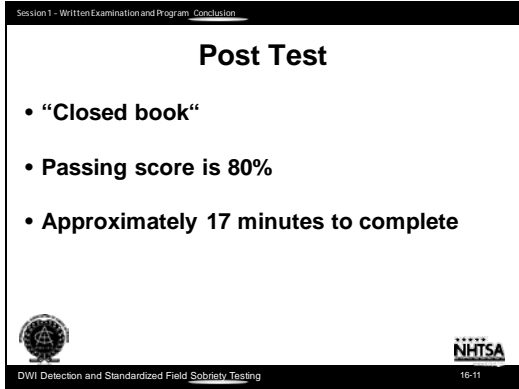 Session 1 - Written Examination and Program Conclusion
Post Test
• “Closed book“
• Passing score is 80%
• Approximately 17 minutes to complete
NHTSA
DWI Detection and Standardized Field Sobriety Testing
16-11